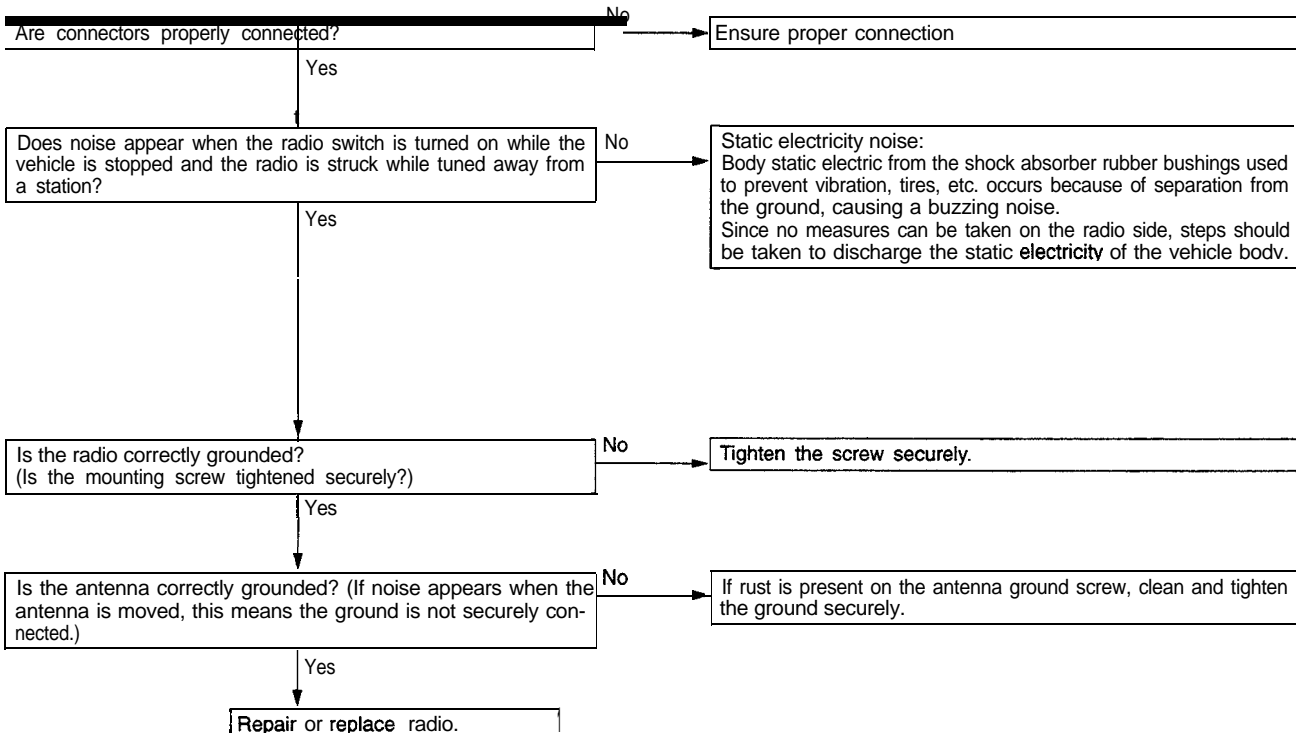 No
Are connectors properly connected?
Ensure proper connection
Yes
Does noise appear when the radio switch is turned on while the
vehicle is stopped and the radio is struck while tuned away from
a station?
No
Static electricity noise:
Body static electric from the shock absorber rubber bushings used
to prevent vibration, tires, etc. occurs because of separation from
the ground, causing a buzzing noise.
Since no measures can be taken on the radio side, steps should
be taken to discharge the static electricity of the vehicle body.
Yes
Is the radio correctly grounded?
(Is the mounting screw tightened securely?)
No
Tighten the screw securely.
Yes
Is the antenna correctly grounded? (If noise appears when the
antenna is moved, this means the ground is not securely con-
nected.)
No
If rust is present on the antenna ground screw, clean and tighten
the ground securely.
Yes
Repair or replace radio.